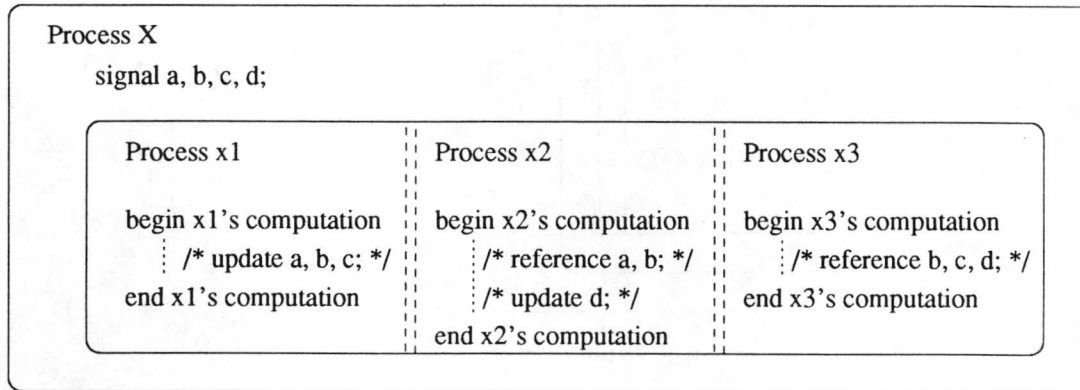 Process X
signal a, b, c, d;
Process x1
begin x1's computation
/* update a, b, c; */
end x1's computation
Process x2
begin x2's computation
/* reference a, b; */
/* update d; */
end x2's computation
Process x3
begin x3's computation
/* reference b, c, d; */
end x3's computation